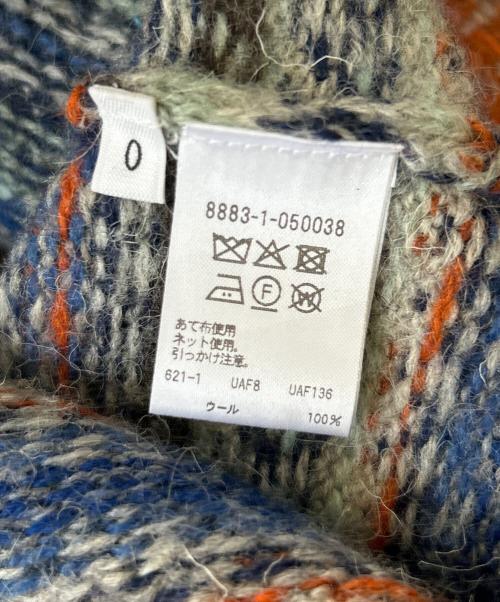 0
8883-1-050038
F W
あて布使用
ネット使用。
引っかけ注意。
621-1 UAF8 UAF136
ウール 100%